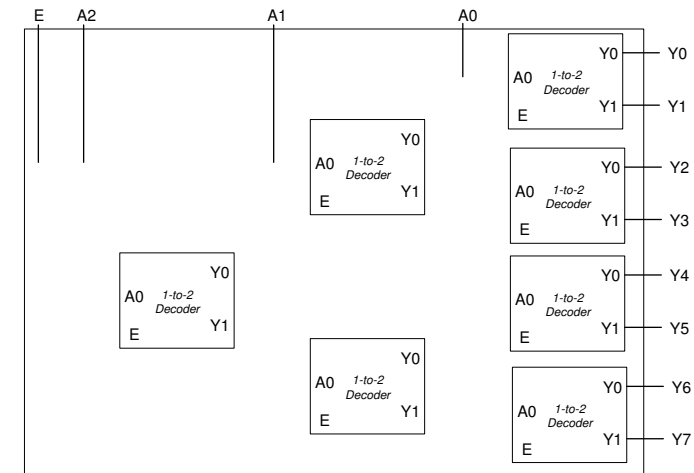 E A2 A1 A0
Y0 Y0
A0 1-to-2
Decoder
Y1 Y1
E
Y0
A0 1-to-2
Decoder
Y1
E
Y0 Y2
A0 1-to-2
Decoder
Y1 Y3
E
Y0
A0 1-to-2
Decoder
Y1
E
Y0 Y4
A0 1-to-2
Decoder
Y1 Y5
E
Y0
A0 1-to-2
Decoder
Y1
E
Y0 Y6
A0 1-to-2
Decoder
Y1 Y7
E